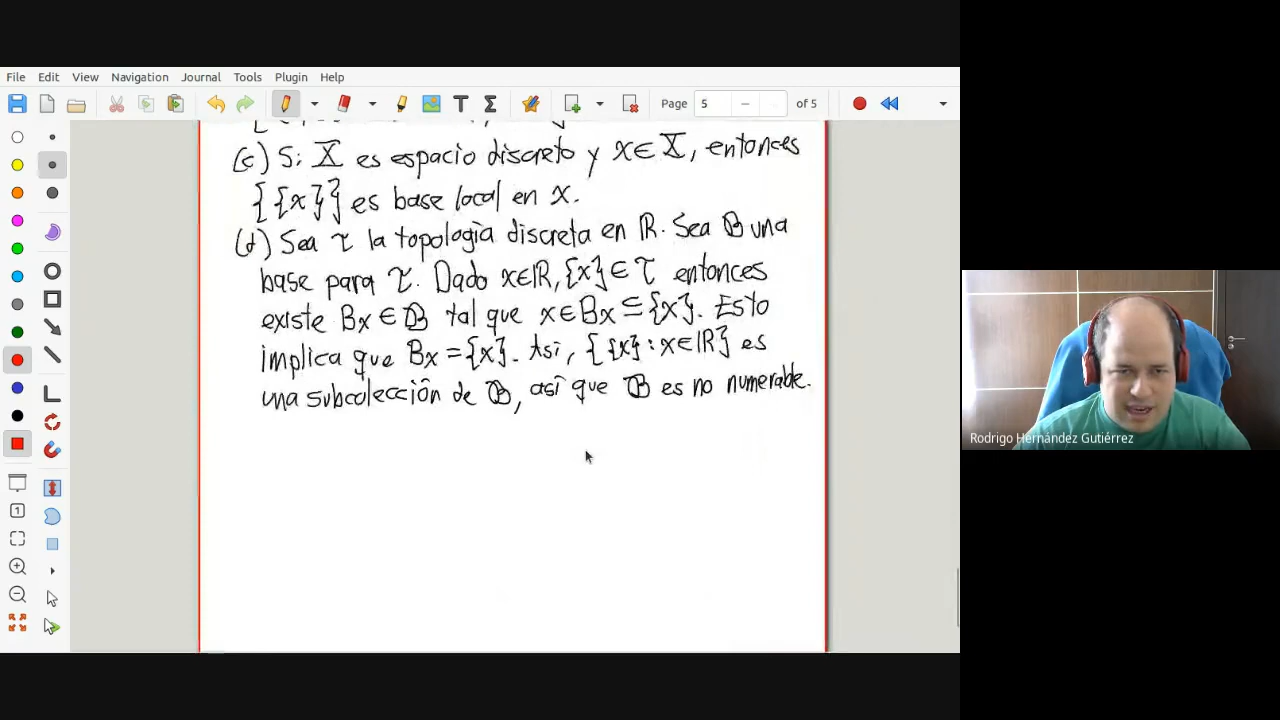 File Edit View Navigation Journal Tools Plugin Help
Page 5 of 5
(c) Si X es espacio discreto y x∈X, entonces
{{x}} es base local en x.
(d) Sea τ la topología discreta en ℝ. Sea 𝔹 una
base para τ. Dado x∈ℝ, {x}∈τ entonces
existe Bx∈𝔹 tal que x∈Bx⊆{x}. Esto
implica que Bx={x}. Así, {{x}:x∈ℝ} es
una subcolección de 𝔹, así que 𝔹 es no numerable.
Rodrigo Hernández Gutiérrez